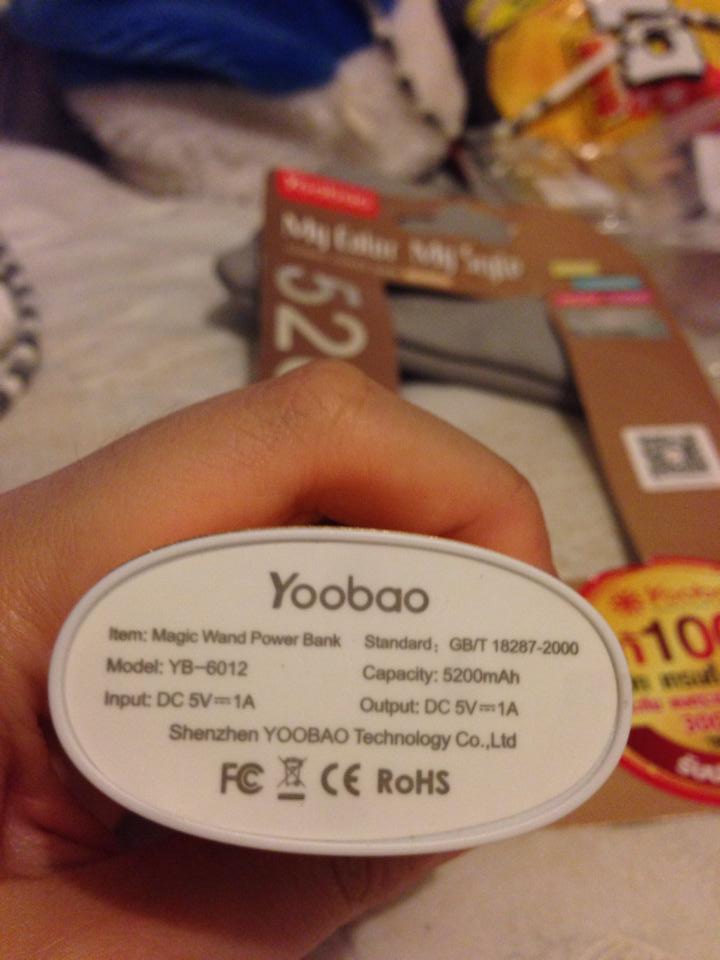 Yoobao
My Color My Style
520
Yoobao
Item: Magic Wand Power Bank
Standard: GB/T 18287-2000
Model: YB-6012
Capacity: 5200mAh
Input: DC 5V⎓1A
Output: DC 5V⎓1A
Shenzhen YOOBAO Technology Co.,Ltd
FC CE RoHS